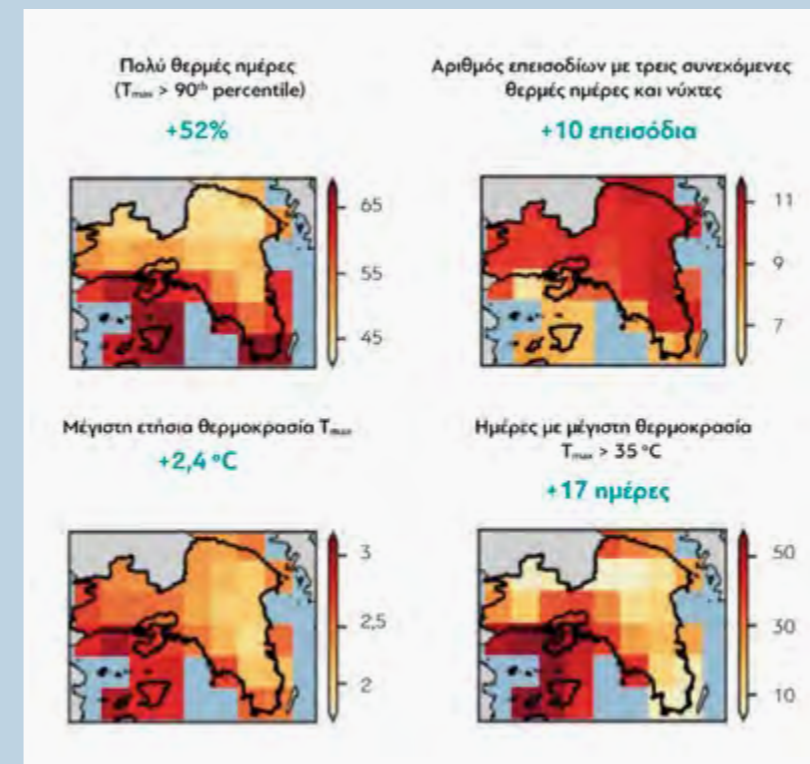 Πολύ θερμές ημέρες
(Tmax > 90th percentile)
+52%
65
55
45
Αριθμός επεισοδίων με τρεις συνεχόμενες
θερμές ημέρες και νύχτες
+10 επεισόδια
11
9
7
Μέγιστη ετήσια θερμοκρασία Tmax
+2,4 °C
3
2,5
2
Ημέρες με μέγιστη θερμοκρασία
Tmax > 35 °C
+17 ημέρες
50
30
10